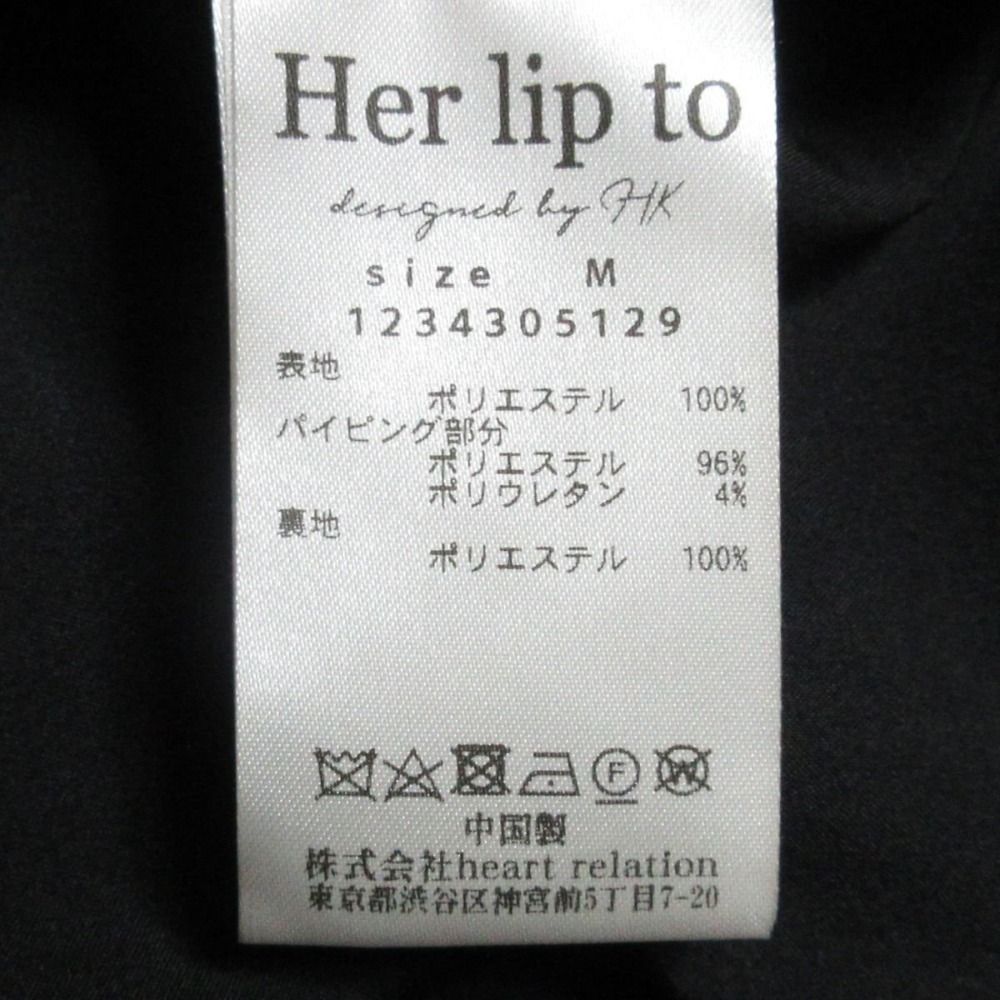 Her lip to
designed by HK
size M
1234305129
表地
ポリエステル 100%
パイピング部分
ポリエステル 96%
ポリウレタン 4%
裏地
ポリエステル 100%
F W
中国製
株式会社heart relation
東京都渋谷区神宮前5丁目7-20